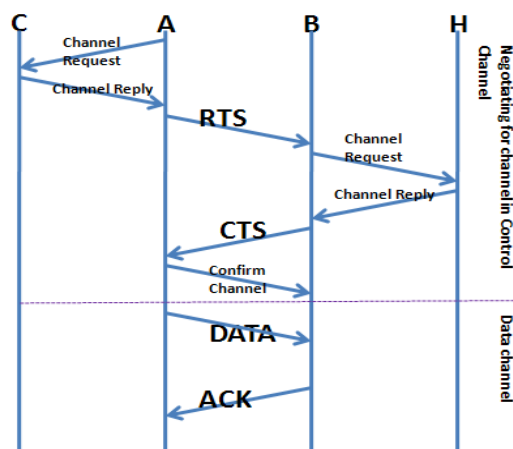 C A B H
Channel
Request
Channel Reply
RTS
Channel
Request
Channel Reply
CTS
Confirm
Channel
DATA
ACK
Negotiating for channel in Control
Channel
Data channel